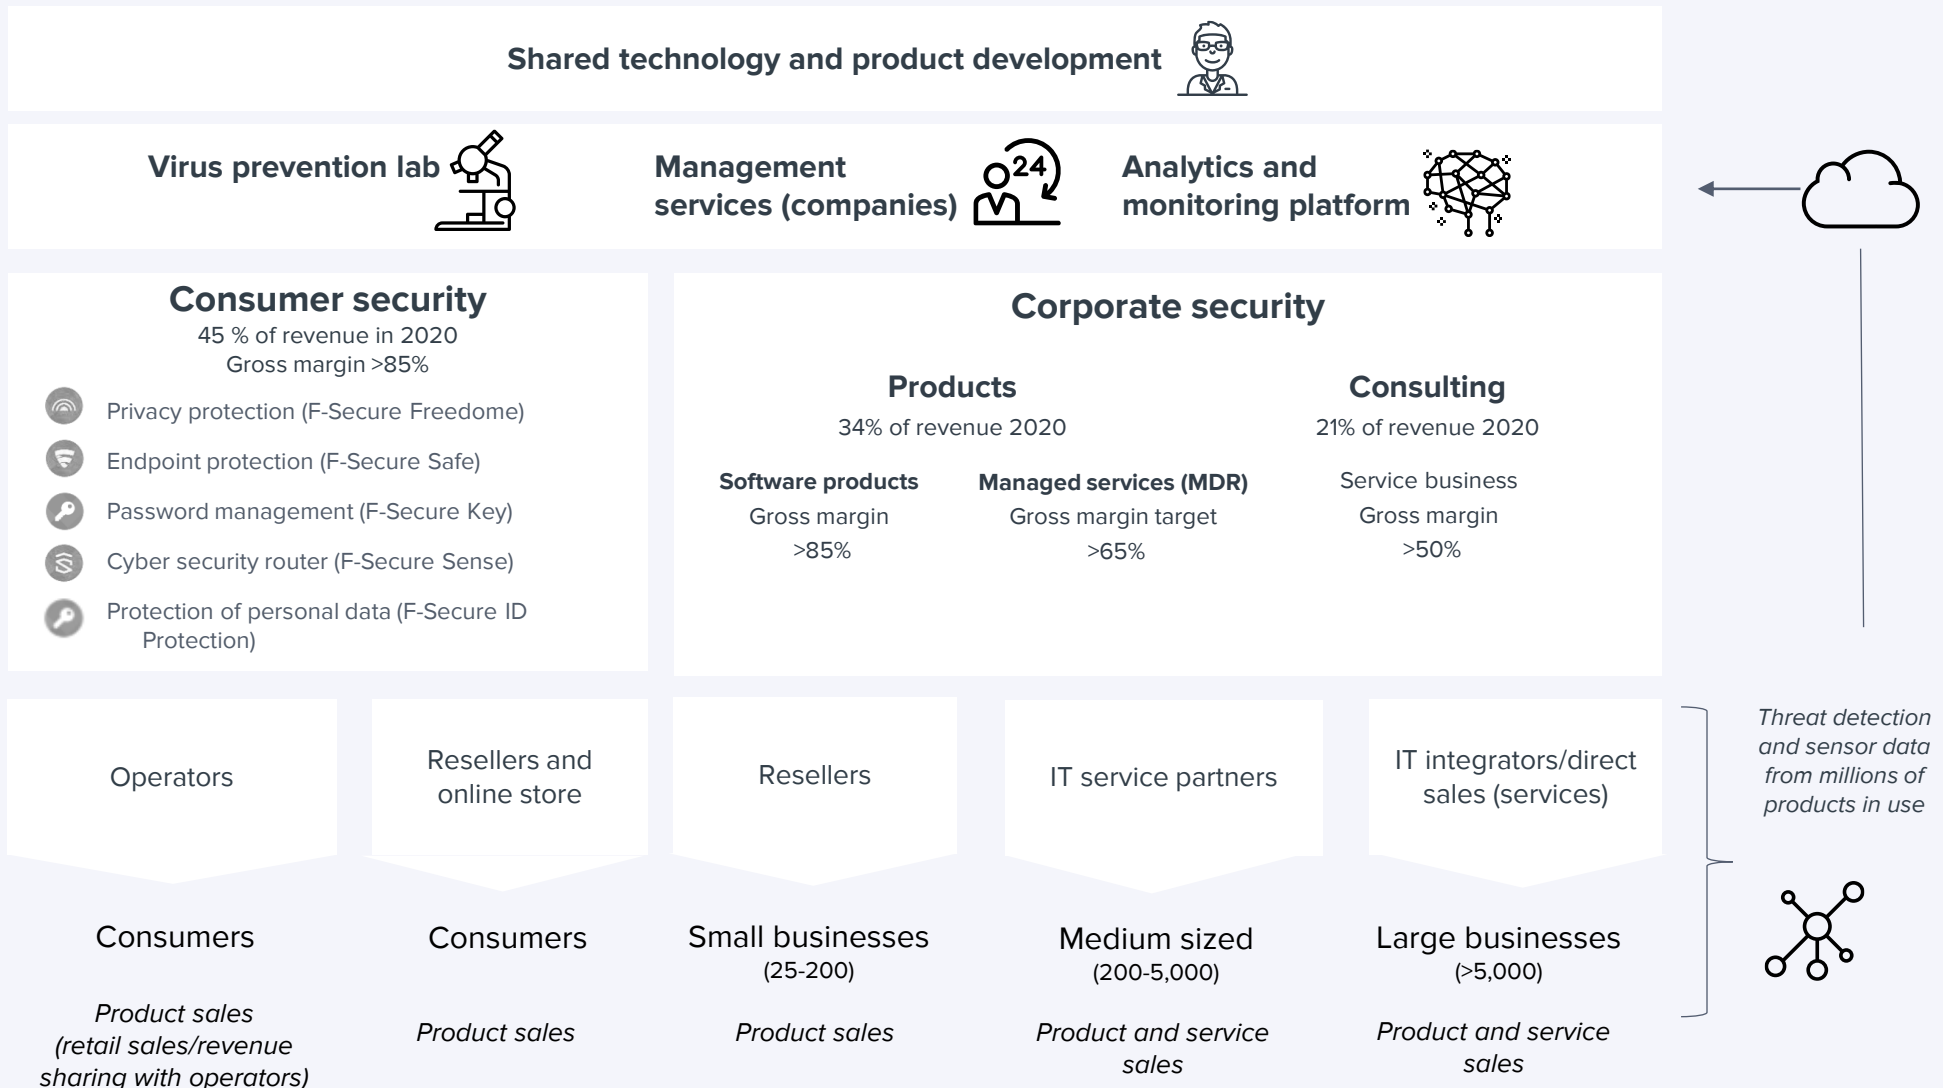 Shared technology and product development
Virus prevention lab
Management
services (companies)
24
Analytics and
monitoring platform
Consumer security
45 % of revenue in 2020
Gross margin >85%
Privacy protection (F-Secure Freedome)
Endpoint protection (F-Secure Safe)
Password management (F-Secure Key)
Cyber security router (F-Secure Sense)
Protection of personal data (F-Secure ID
Protection)
Corporate security
Products
34% of revenue 2020
Software products
Gross margin
>85%
Managed services (MDR)
Gross margin target
>65%
Consulting
21% of revenue 2020
Service business
Gross margin
>50%
Operators
Resellers and
online store
Resellers
IT service partners
IT integrators/direct
sales (services)
Threat detection
and sensor data
from millions of
products in use
Consumers
Product sales
(retail sales/revenue
sharing with operators)
Consumers
Product sales
Small businesses
(25-200)
Product sales
Medium sized
(200-5,000)
Product and service
sales
Large businesses
(>5,000)
Product and service
sales